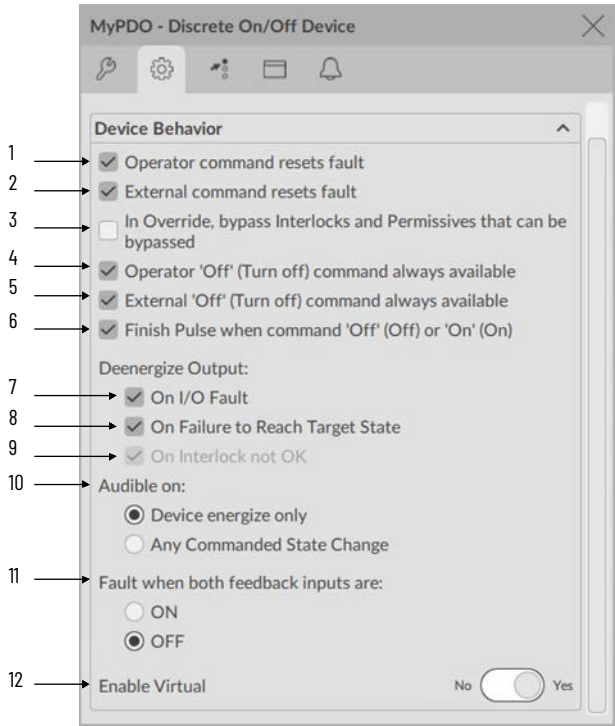 MyPDO - Discrete On/Off Device
Device Behavior
1 Operator command resets fault
2 External command resets fault
3 In Override, bypass Interlocks and Permissives that can be
bypassed
4 Operator 'Off' (Turn off) command always available
5 External 'Off' (Turn off) command always available
6 Finish Pulse when command 'Off' (Off) or 'On' (On)
Deenergize Output:
7 On I/O Fault
8 On Failure to Reach Target State
9 On Interlock not OK
10 Audible on:
Device energize only
Any Commanded State Change
11 Fault when both feedback inputs are:
ON
OFF
12 Enable Virtual No Yes